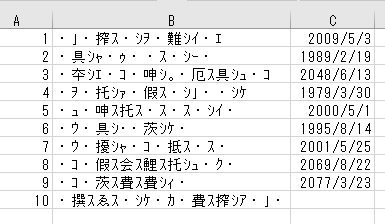 A B C
1 ・｣・搾ス・シヲ・難シイ・エ 2009/5/3
2 ・具シャ・ゥ・・ス・シー・ 1989/2/19
3 ・夲シエ・コ・呻シ｡・厄ス具シュ・コ 2048/6/13
4 ・ヲ・托シァ・假ス・シ｣・・シケ 1979/3/30
5 ・ュ・呻ス托ス・ス・ス・シイ・ 2000/5/1
6 ・ウ・具シ・・茨シケ・ 1995/8/14
7 ・ウ・擾シャ・コ・抵ス・ス・ 2001/5/25
8 ・コ・假ス会ス鯉ス托シュ・ク・ 2069/8/22
9 ・コ・茨ス費ス費シィ・ 2077/3/23
10 ・撰スゑス・シケ・カ・費ス搾シア・｣・